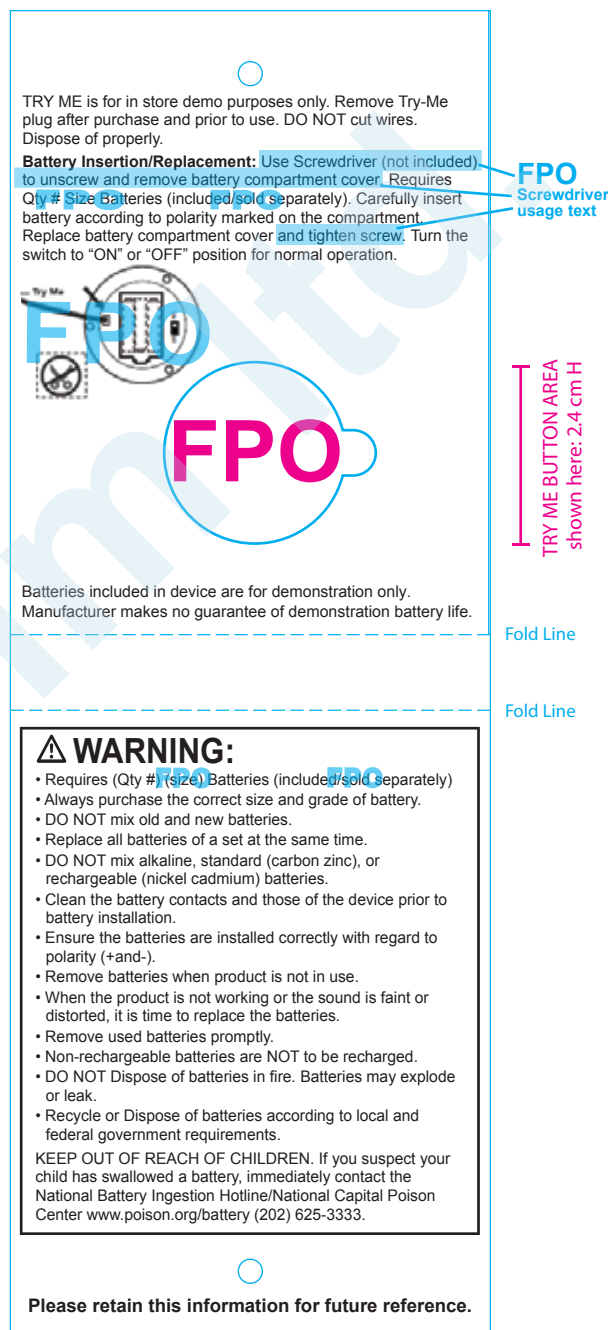 TRY ME is for in store demo purposes only. Remove Try-Me
plug after purchase and prior to use. DO NOT cut wires.
Dispose of properly.
Battery Insertion/Replacement: Use Screwdriver (not included)
to unscrew and remove battery compartment cover. Requires
Qty # Size Batteries (included/sold separately). Carefully insert
battery according to polarity marked on the compartment.
Replace battery compartment cover and tighten screw. Turn the
switch to “ON” or “OFF” position for normal operation.
FPO
FPO
FPO
Screwdriver
usage text
Try Me
FPO
FPO
TRY ME BUTTON AREA
shown here: 2.4 cm H
Batteries included in device are for demonstration only.
Manufacturer makes no guarantee of demonstration battery life.
Fold Line
Fold Line
WARNING:
• Requires (Qty #) (size) Batteries (included/sold separately)
FPO
FPO
• Always purchase the correct size and grade of battery.
• DO NOT mix old and new batteries.
• Replace all batteries of a set at the same time.
• DO NOT mix alkaline, standard (carbon zinc), or
rechargeable (nickel cadmium) batteries.
• Clean the battery contacts and those of the device prior to
battery installation.
• Ensure the batteries are installed correctly with regard to
polarity (+and-).
• Remove batteries when product is not in use.
• When the product is not working or the sound is faint or
distorted, it is time to replace the batteries.
• Remove used batteries promptly.
• Non-rechargeable batteries are NOT to be recharged.
• DO NOT Dispose of batteries in fire. Batteries may explode
or leak.
• Recycle or Dispose of batteries according to local and
federal government requirements.
KEEP OUT OF REACH OF CHILDREN. If you suspect your
child has swallowed a battery, immediately contact the
National Battery Ingestion Hotline/National Capital Poison
Center www.poison.org/battery (202) 625-3333.
Please retain this information for future reference.